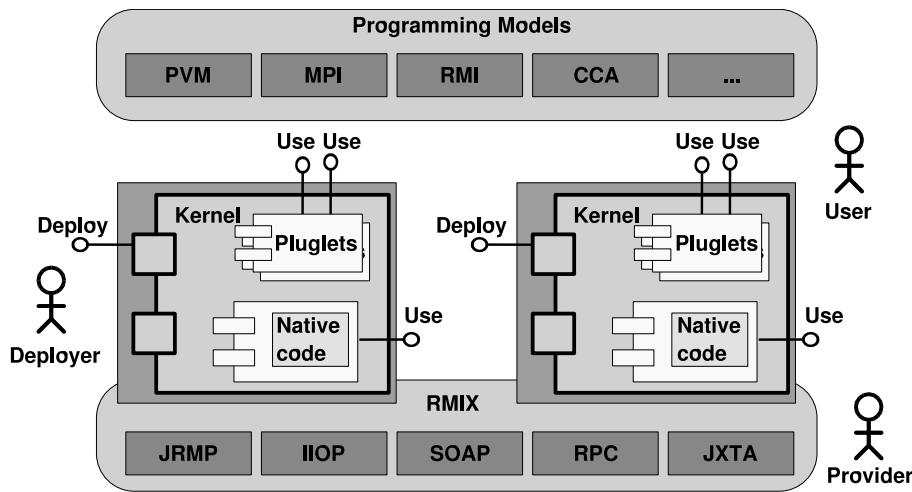 Programming Models
PVM MPI RMI CCA ...
Use Use
Use Use
User
Kernel
Kernel
Deploy
Deploy
Pluglets
Pluglets
s
Deployer
Native
code
Use
Native
code
Use
RMIX
JRMP IIOP SOAP RPC JXTA
Provider